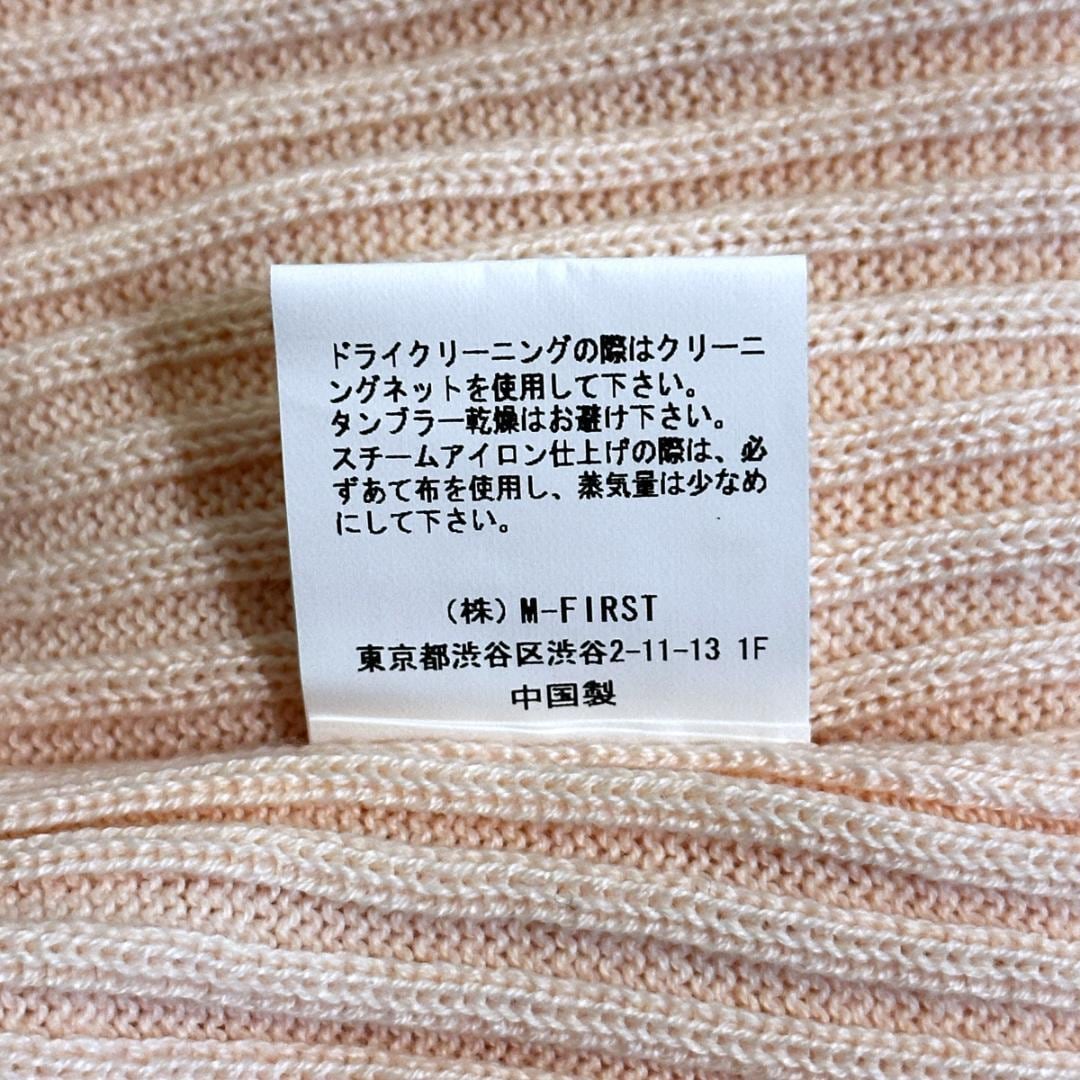 ドライクリーニングの際はクリーニ
ングネットを使用して下さい。
タンブラー乾燥はお避け下さい。
スチームアイロン仕上げの際は、必
ずあて布を使用し、蒸気量は少なめ
にして下さい。
(株)M-FIRST
東京都渋谷区渋谷2-11-13 1F
中国製